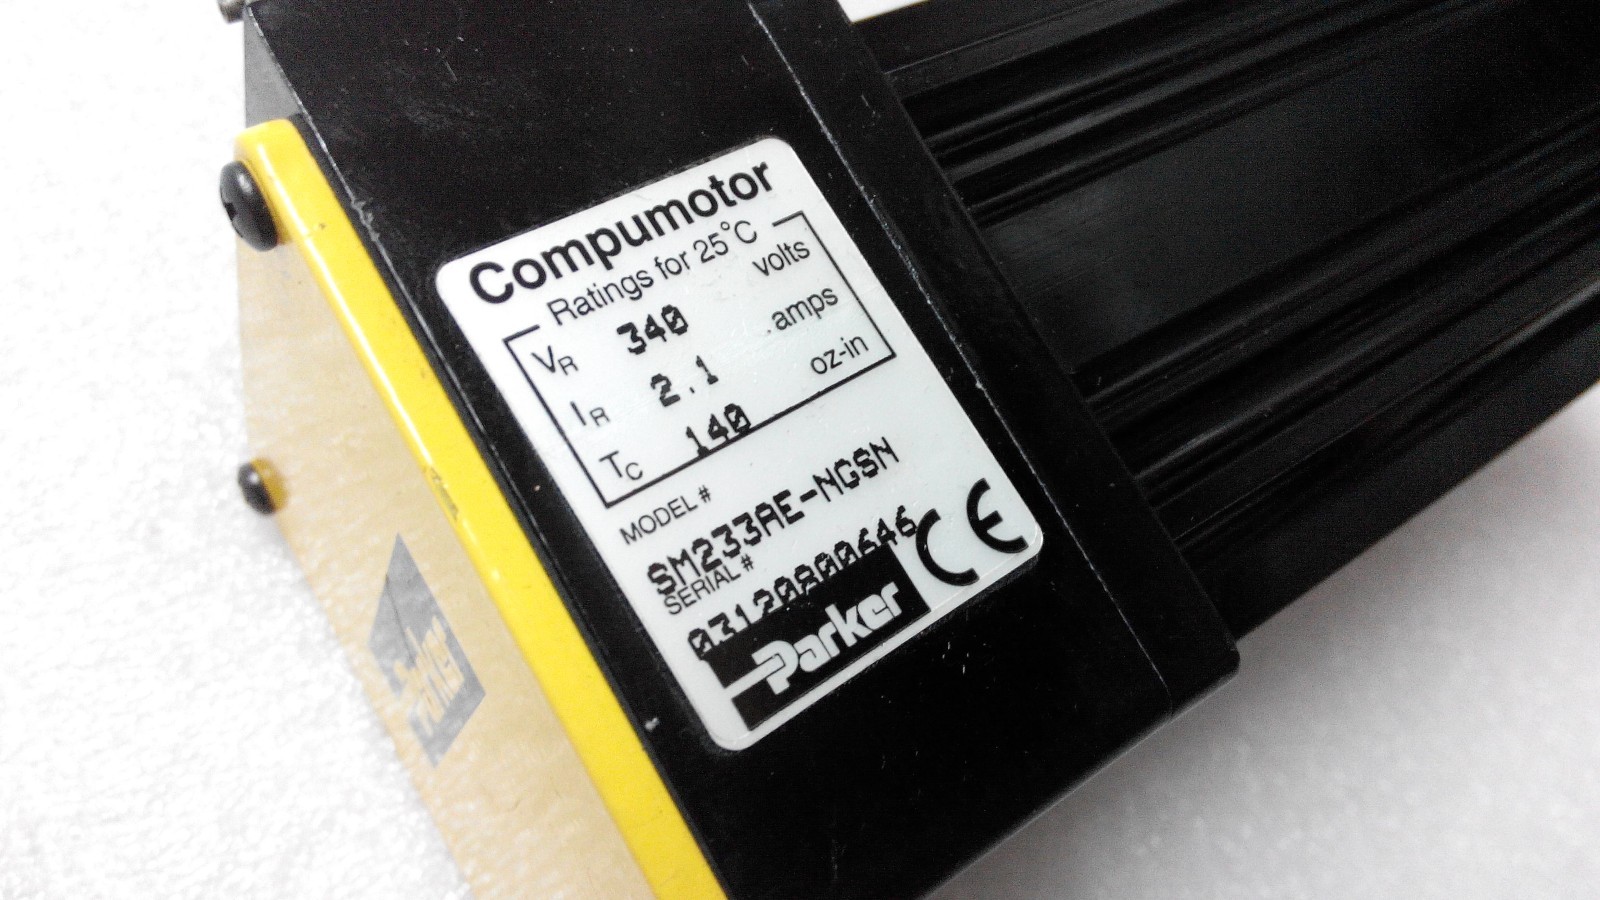 Compumotor
Ratings for 25°C
VR 340 volts
IR 2.1 amps
TC 140 oz-in
MODEL #
SM233AE-NGSN
SERIAL #
03120800646
Parker
CE
Parker